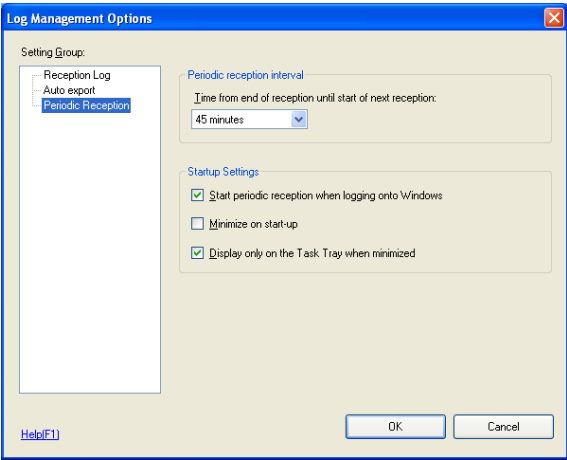 Log Management Options
Setting Group:
Reception Log
Auto export
Periodic Reception
Periodic reception interval
Time from end of reception until start of next reception:
45 minutes
Startup Settings
Start periodic reception when logging onto Windows
Minimize on start-up
Display only on the Task Tray when minimized
Help(F1)
OK
Cancel